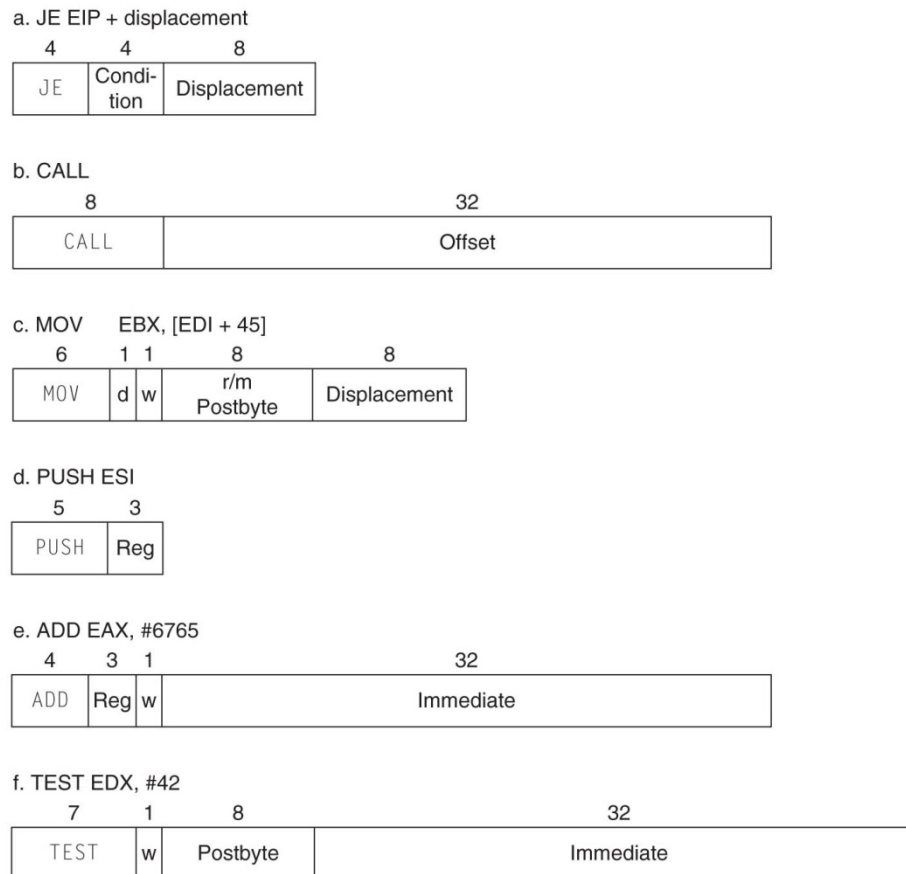 a. JE EIP + displacement
4 4 8
JE Condi-tion Displacement
b. CALL
8 32
CALL Offset
c. MOV EBX, [EDI + 45]
6 1 1 8 8
MOV d w r/m Postbyte Displacement
d. PUSH ESI
5 3
PUSH Reg
e. ADD EAX, #6765
4 3 1 32
ADD Reg w Immediate
f. TEST EDX, #42
7 1 8 32
TEST w Postbyte Immediate